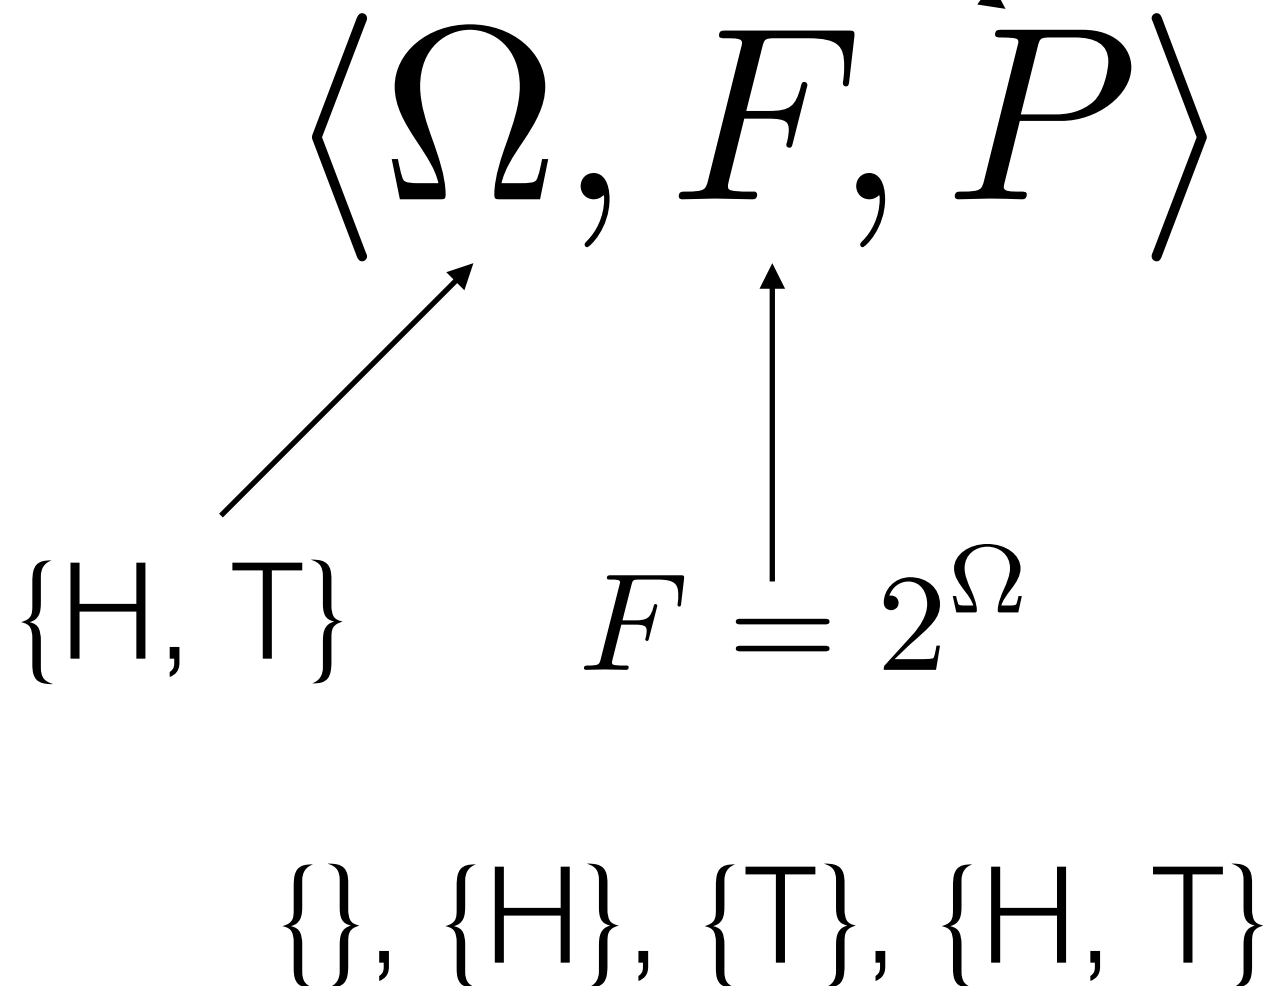 ⟨Ω, F, P⟩
{H, T} F = 2^Ω
{}, {H}, {T}, {H, T}